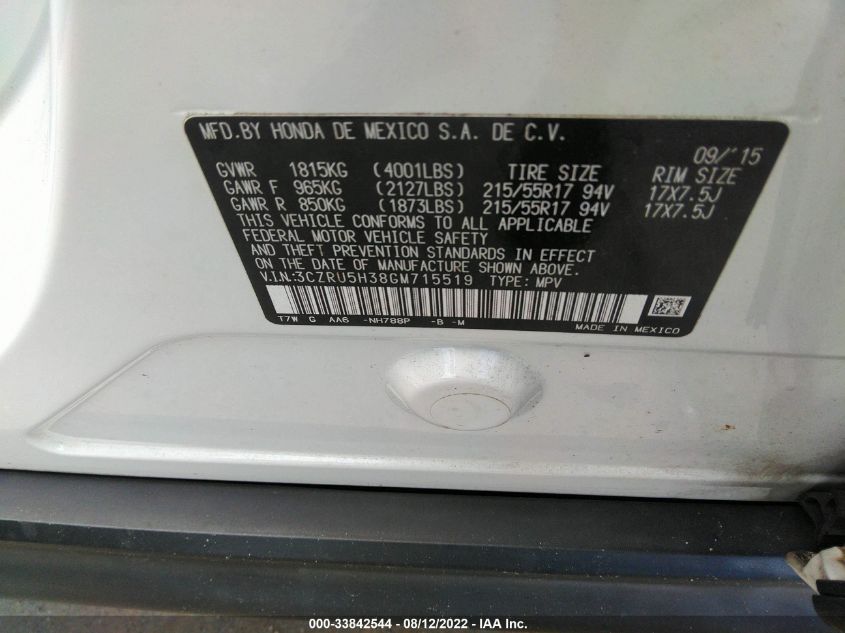 MFD.BY HONDA DE MEXICO S.A. DE C.V. 09/'15
GVWR 1815KG (4001LBS) TIRE SIZE RIM SIZE
GAWR F 965KG (2127LBS) 215/55R17 94V 17X7.5J
GAWR R 850KG (1873LBS) 215/55R17 94V 17X7.5J
THIS VEHICLE CONFORMS TO ALL APPLICABLE
FEDERAL MOTOR VEHICLE SAFETY
AND THEFT PREVENTION STANDARDS IN EFFECT
ON THE DATE OF MANUFACTURE SHOWN ABOVE.
V.I.N:3CZRU5H38GM715519 TYPE: MPV
T7W G AA6 -NH788P -B -M MADE IN MEXICO
000-33842544 - 08/12/2022 - IAA Inc.